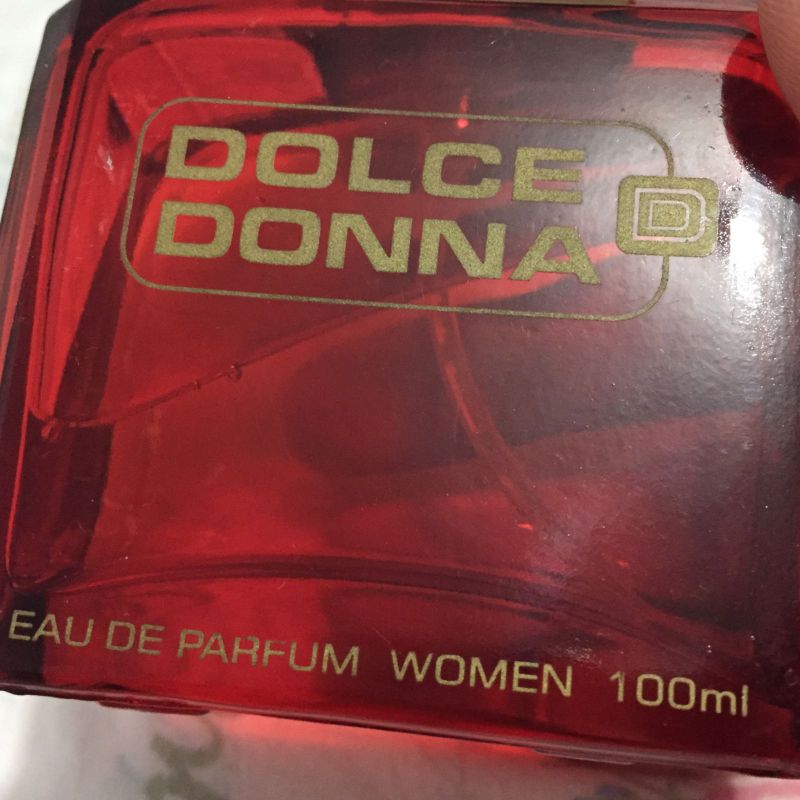 DOLCE
DONNA
D
EAU DE PARFUM WOMEN 100ml